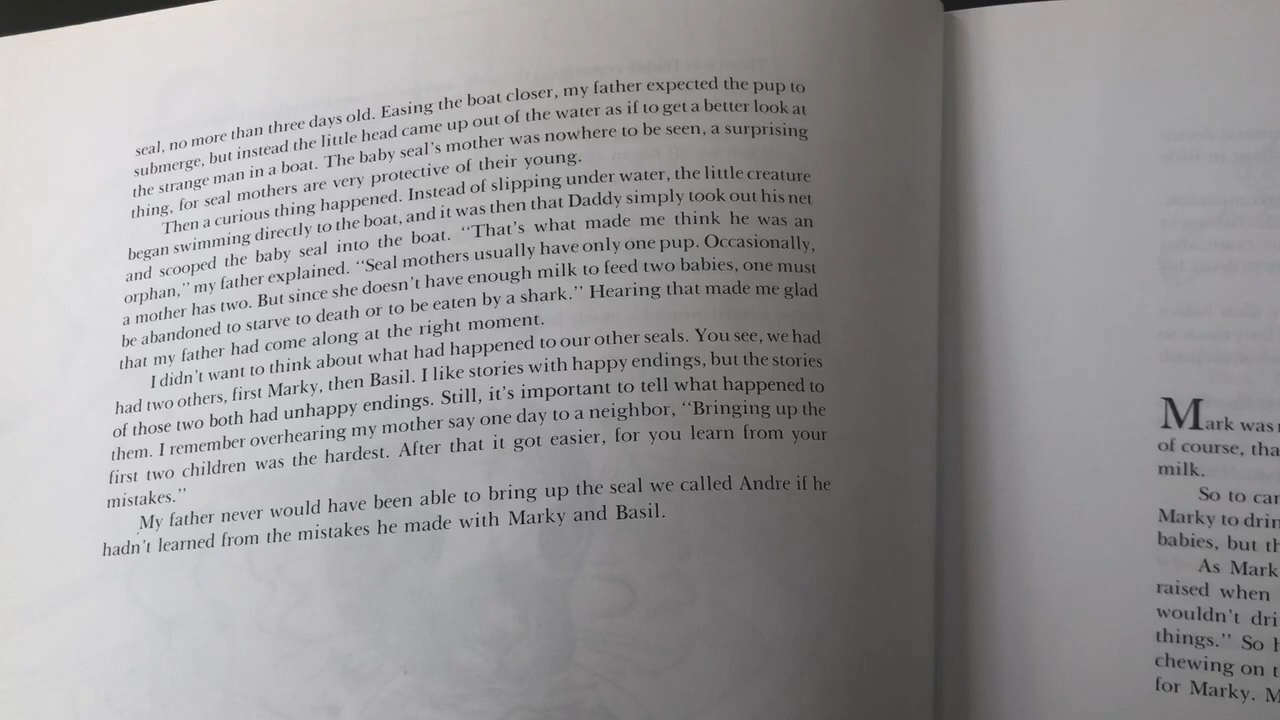 seal, no more than three days old. Easing the boat closer, my father expected the pup to
submerge, but instead the little head came up out of the water as if to get a better look at
the strange man in a boat. The baby seal's mother was nowhere to be seen, a surprising
thing, for seal mothers are very protective of their young.
Then a curious thing happened. Instead of slipping under water, the little creature
began swimming directly to the boat, and it was then that Daddy simply took out his net
and scooped the baby seal into the boat. “That's what made me think he was an
orphan,” my father explained. “Seal mothers usually have only one pup. Occasionally,
a mother has two. But since she doesn't have enough milk to feed two babies, one must
be abandoned to starve to death or to be eaten by a shark.” Hearing that made me glad
that my father had come along at the right moment.
I didn't want to think about what had happened to our other seals. You see, we had
had two others, first Marky, then Basil. I like stories with happy endings, but the stories
of those two both had unhappy endings. Still, it's important to tell what happened to
them. I remember overhearing my mother say one day to a neighbor, “Bringing up the
first two children was the hardest. After that it got easier, for you learn from your
mistakes.”
My father never would have been able to bring up the seal we called Andre if he
hadn't learned from the mistakes he made with Marky and Basil.
Mark was
of course, tha
milk.
So to car
Marky to drin
babies, but th
As Mark
raised when
wouldn't dri
things.” So h
chewing on t
for Marky. M